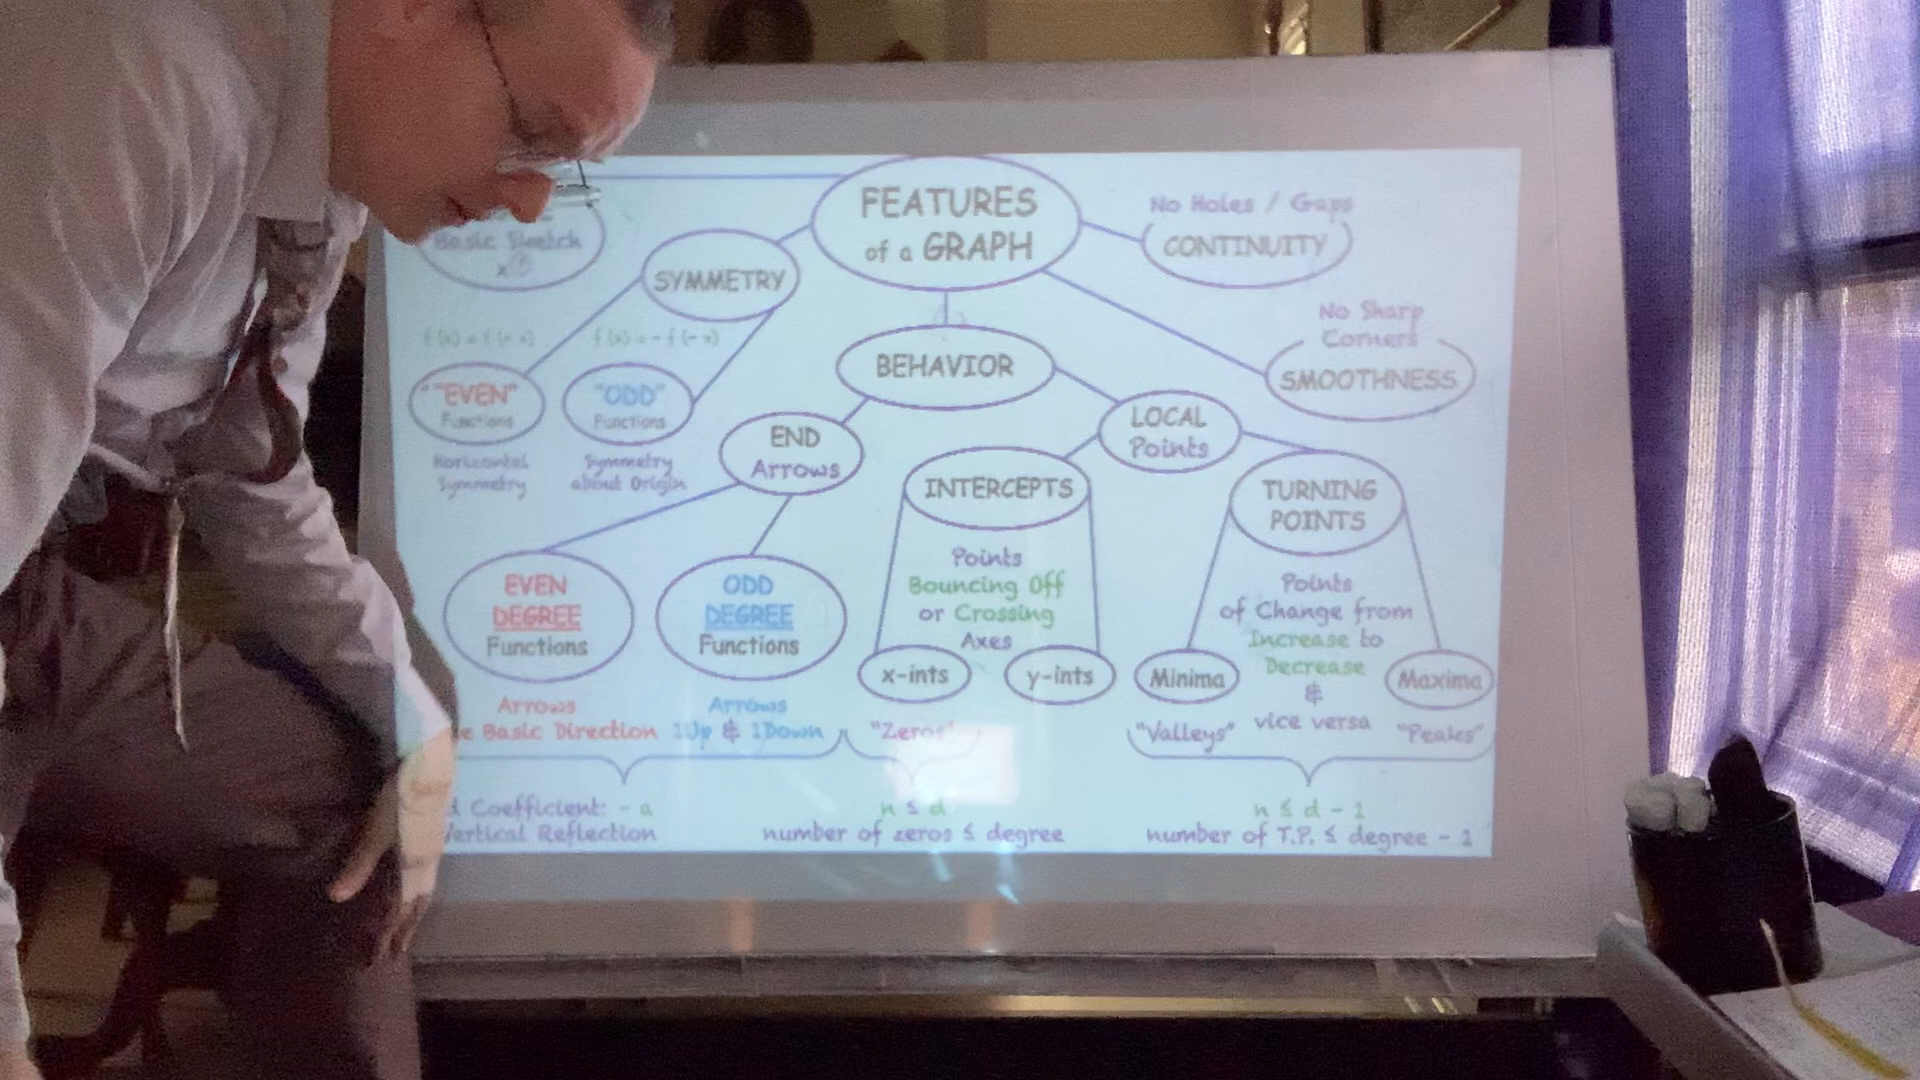 FEATURES
of a GRAPH
No Holes / Gaps
CONTINUITY
Basic Sketch
x
SYMMETRY
No Sharp
Corners
SMOOTHNESS
f(x) = f(-x)
f(x) = -f(-x)
BEHAVIOR
"EVEN"
Functions
"ODD"
Functions
Horizontal
Symmetry
Symmetry
about Origin
END
Arrows
LOCAL
Points
INTERCEPTS
TURNING
POINTS
Points
Bouncing Off
or Crossing
Axes
Points
of Change from
Increase to
Decrease
&
vice versa
EVEN
DEGREE
Functions
ODD
DEGREE
Functions
x-ints
y-ints
Minima
Maxima
Arrows
Basic Direction
Arrows
1Up & 1Down
"Zeros"
"Valleys"
"Peaks"
Coefficient: - a
Vertical Reflection
n ≤ d
number of zeros ≤ degree
n ≤ d - 1
number of T.P. ≤ degree - 1